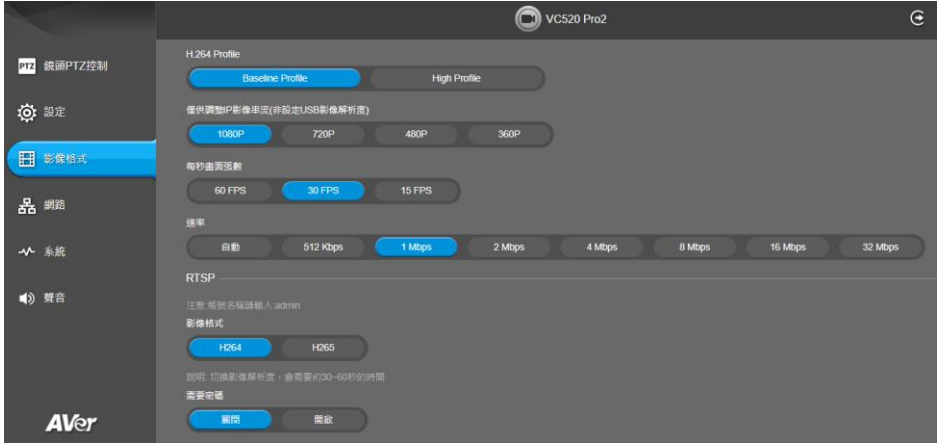 VC520 Pro2
PTZ 鏡頭PTZ控制
設定
影像格式
網路
系統
聲音
AVer
H.264 Profile
Baseline Profile High Profile
僅供調整IP影像串流(非設定USB影像解析度)
1080P 720P 480P 360P
每秒畫面張數
60 FPS 30 FPS 15 FPS
速率
自動 512 Kbps 1 Mbps 2 Mbps 4 Mbps 8 Mbps 16 Mbps 32 Mbps
RTSP
注意:帳號名稱請輸入:admin
影像格式
H264 H265
說明: 切換影像解析度，會需要約30~60秒的時間
需要密碼
關閉 開啟